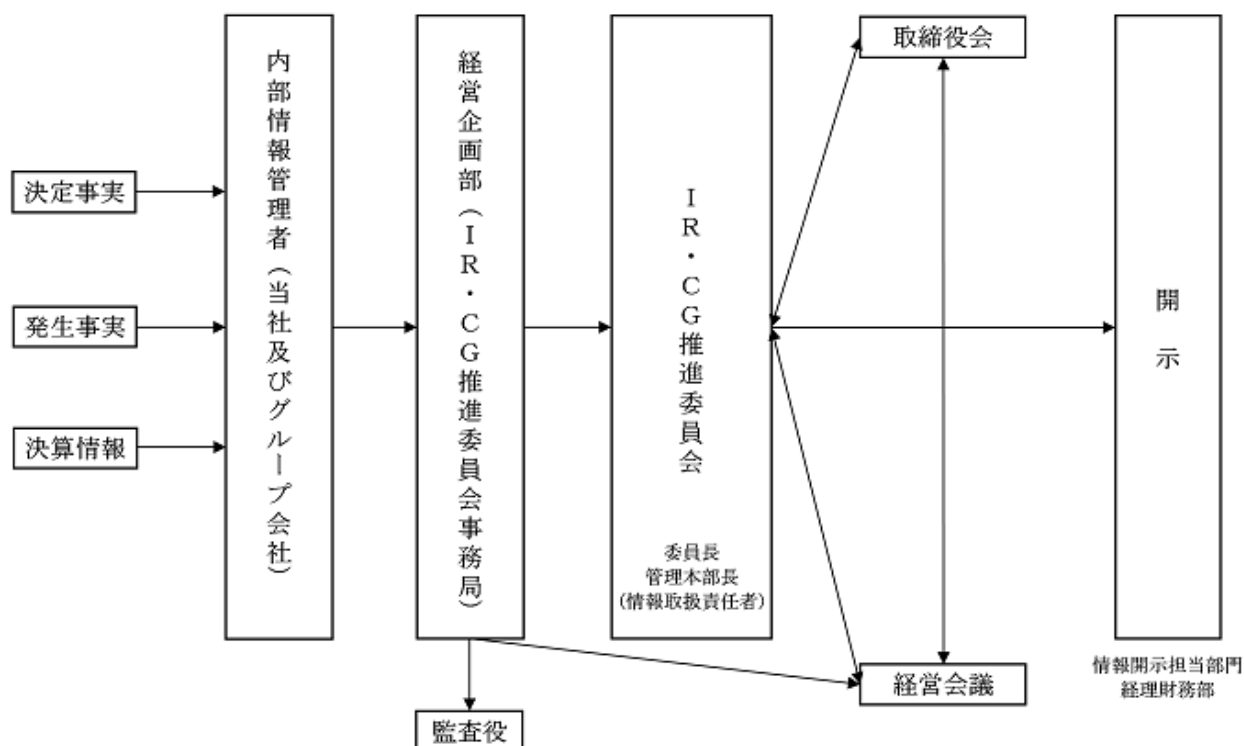 決定事実
発生事実
決算情報
内部情報管理者（当社及びグループ会社）
経営企画部（ＩＲ・ＣＧ推進委員会事務局）
監査役
ＩＲ・ＣＧ推進委員会
委員長
管理本部長
（情報取扱責任者）
取締役会
経営会議
開示
情報開示担当部門
経理財務部